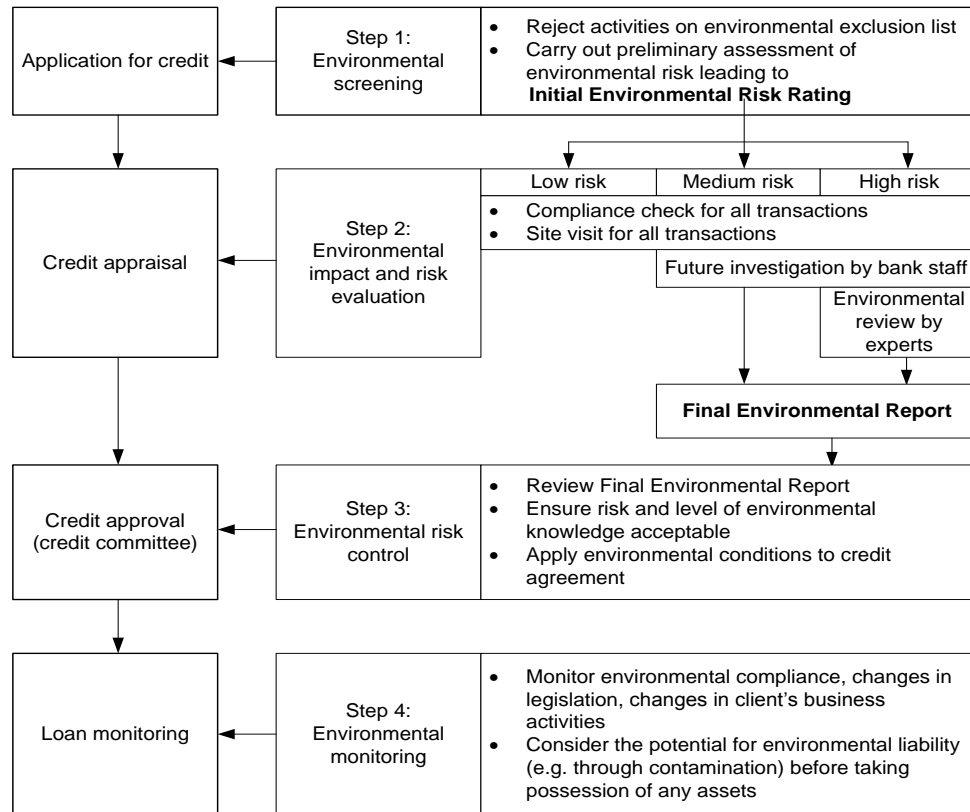 Application for credit
Step 1:
Environmental
screening
• Reject activities on environmental exclusion list
• Carry out preliminary assessment of
environmental risk leading to
Initial Environmental Risk Rating
Low risk
Medium risk
High risk
Credit appraisal
Step 2:
Environmental
impact and risk
evaluation
• Compliance check for all transactions
• Site visit for all transactions
Future investigation by bank staff
Environmental
review by
experts
Final Environmental Report
Credit approval
(credit committee)
Step 3:
Environmental risk
control
• Review Final Environmental Report
• Ensure risk and level of environmental
knowledge acceptable
• Apply environmental conditions to credit
agreement
Loan monitoring
Step 4:
Environmental
monitoring
• Monitor environmental compliance, changes in
legislation, changes in client’s business
activities
• Consider the potential for environmental liability
(e.g. through contamination) before taking
possession of any assets